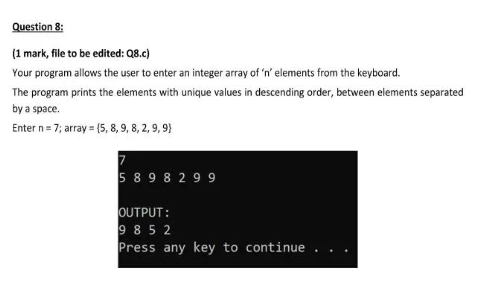 Question 8:
(1 mark, file to be edited: Q8.c)
Your program allows the user to enter an integer array of 'n' elements from the keyboard.
The program prints the elements with unique values in descending order, between elements separated
by a space.
Enter n = 7; array = {5, 8, 9, 8, 2, 9, 9}
7
5 8 9 8 2 9 9
OUTPUT:
9 8 5 2
Press any key to continue . . .